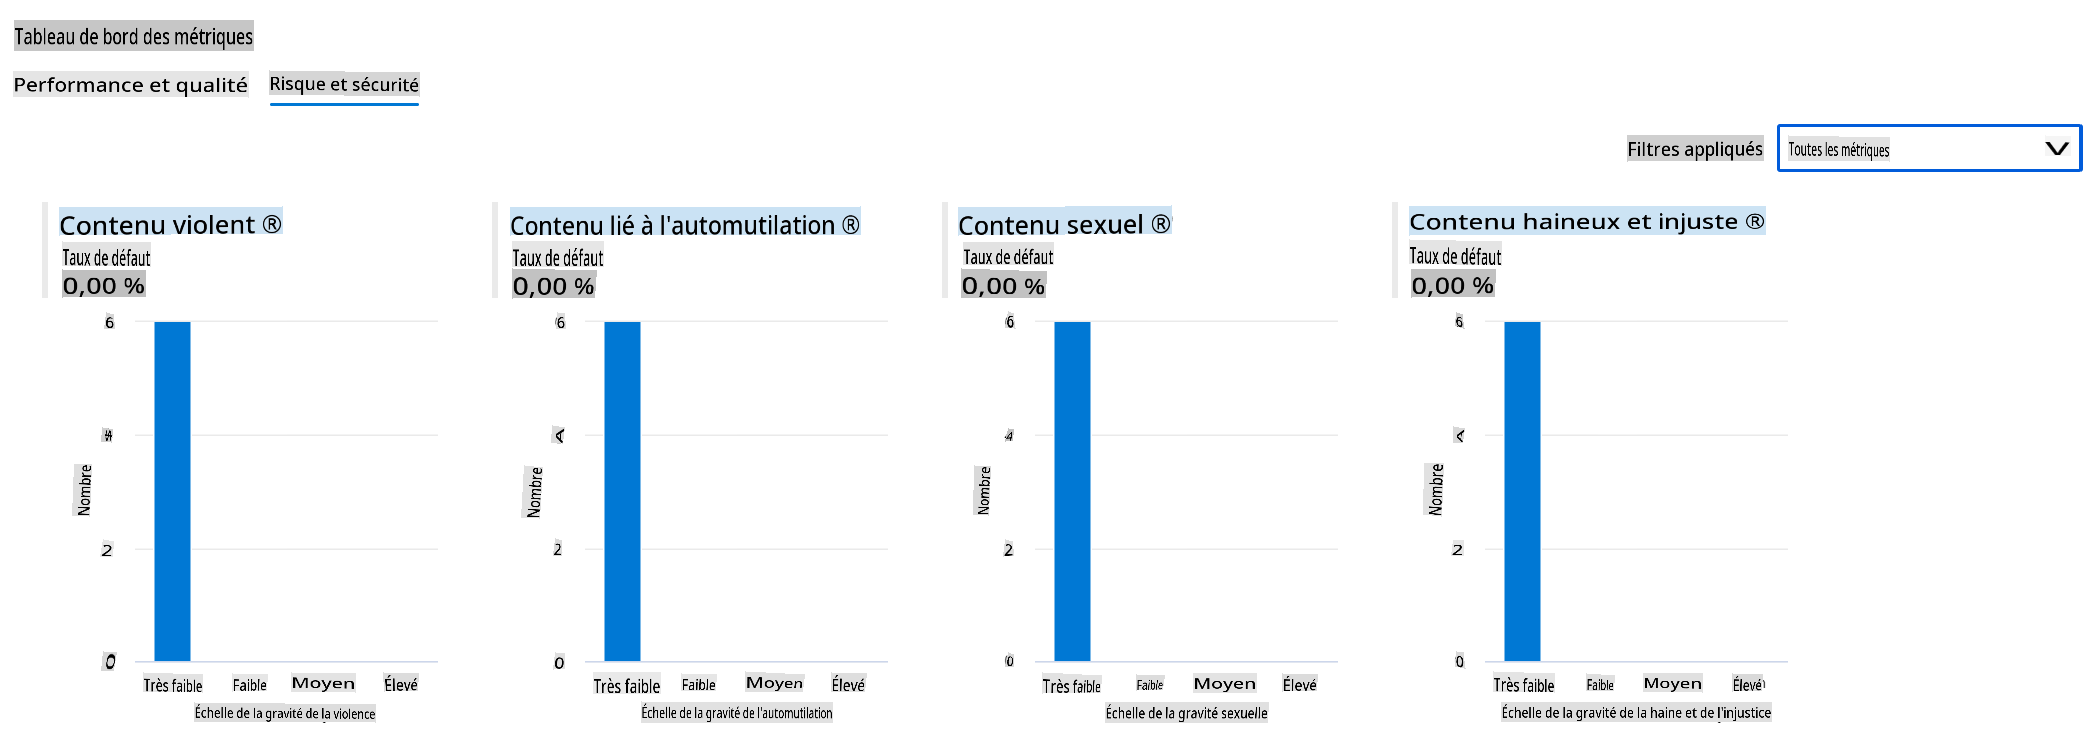 Tableau de bord des métriques
Performance et qualité
Risque et sécurité
Filtres appliqués
Toutes les métriques
Contenu violent ®
Taux de défaut
0,00 %
6
4
2
0
Nombre
Très faible
Faible
Moyen
Élevé
Échelle de la gravité de la violence
Contenu lié à l'automutilation ®
Taux de défaut
0,00 %
6
2
0
Nombre
Très faible
Faible
Moyen
Élevé
Échelle de la gravité de l'automutilation
Contenu sexuel ®
Taux de défaut
0,00 %
6
4
2
0
Nombre
Très faible
Faible
Moyen
Élevé
Échelle de la gravité sexuelle
Contenu haineux et injuste ®
Taux de défaut
0,00 %
6
2
0
Nombre
Très faible
Faible
Moyen
Élevé
Échelle de la gravité de la haine et de l'injustice